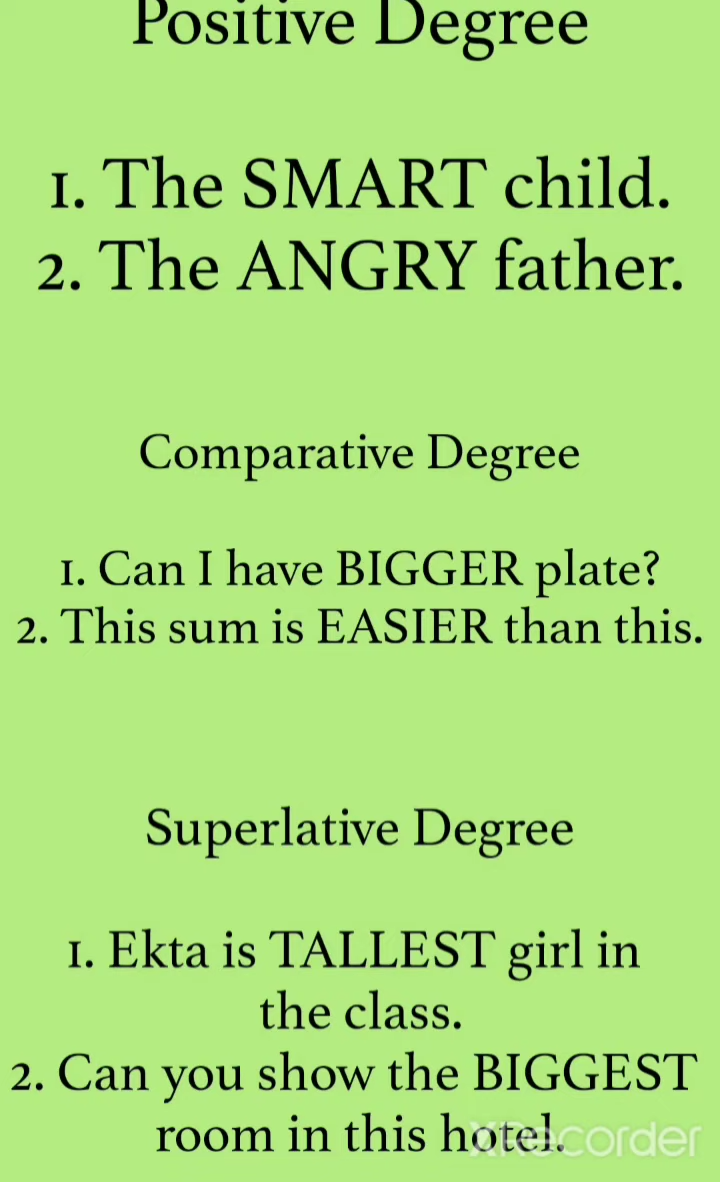 Positive Degree
1. The SMART child.
2. The ANGRY father.
Comparative Degree
1. Can I have BIGGER plate?
2. This sum is EASIER than this.
Superlative Degree
1. Ekta is TALLEST girl in
the class.
2. Can you show the BIGGEST
room in this hotel.
XRecorder